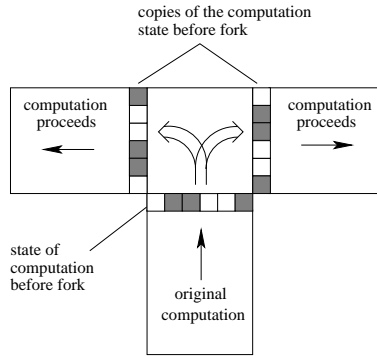 copies of the computation
state before fork
computation
proceeds
computation
proceeds
state of
computation
before fork
original
computation